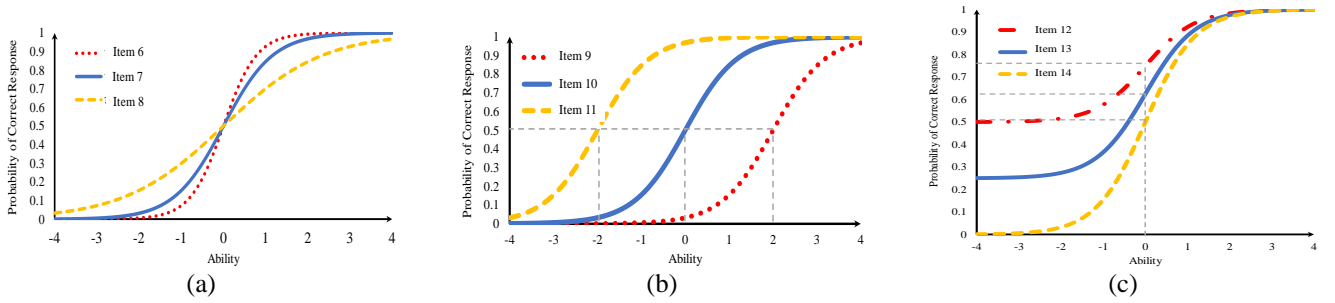 Probability of Correct Response
1
0.9
0.8
0.7
0.6
0.5
0.4
0.3
0.2
0.1
0
Item 6
Item 7
Item 8
-4 -3 -2 -1 0 1 2 3 4
Ability
(a)
Probability of Correct Response
1
0.9
0.8
0.7
0.6
0.5
0.4
0.3
0.2
0.1
0
Item 9
Item 10
Item 11
-4 -3 -2 -1 0 1 2 3 4
Ability
(b)
Probability of Correct Response
1
0.9
0.8
0.7
0.6
0.5
0.4
0.3
0.2
0.1
0
Item 12
Item 13
Item 14
-4 -3 -2 -1 0 1 2 3 4
Ability
(c)